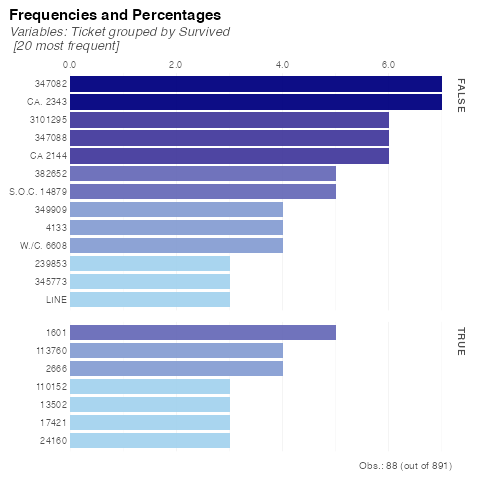 Frequencies and Percentages
Variables: Ticket grouped by Survived
[20 most frequent]
0.0 2.0 4.0 6.0
347082
CA. 2343
3101295
347088
CA 2144
382652
S.O.C. 14879
349909
4133
W./C. 6608
239853
345773
LINE
FALSE
1601
113760
2666
110152
13502
17421
24160
TRUE
Obs.: 88 (out of 891)